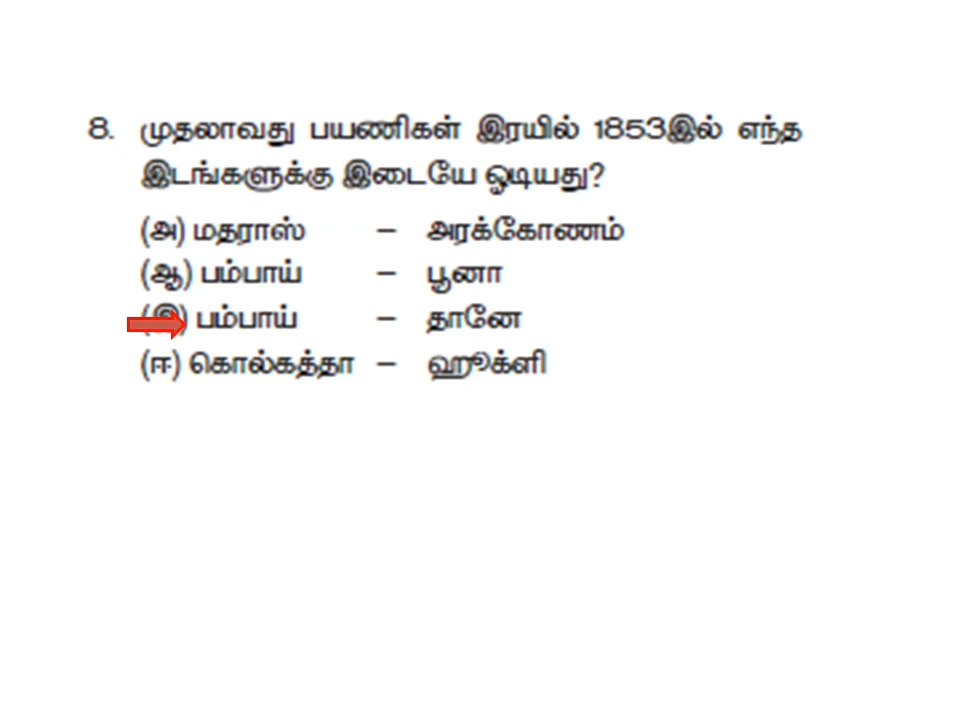 8. முதலாவது பயணிகள் இரயில் 1853இல் எந்த
இடங்களுக்கு இடையே ஓடியது?
(அ) மதராஸ் – அரக்கோணம்
(ஆ) பம்பாய் – பூனா
(இ) பம்பாய் – தானே
(ஈ) கொல்கத்தா – ஹூக்ளி